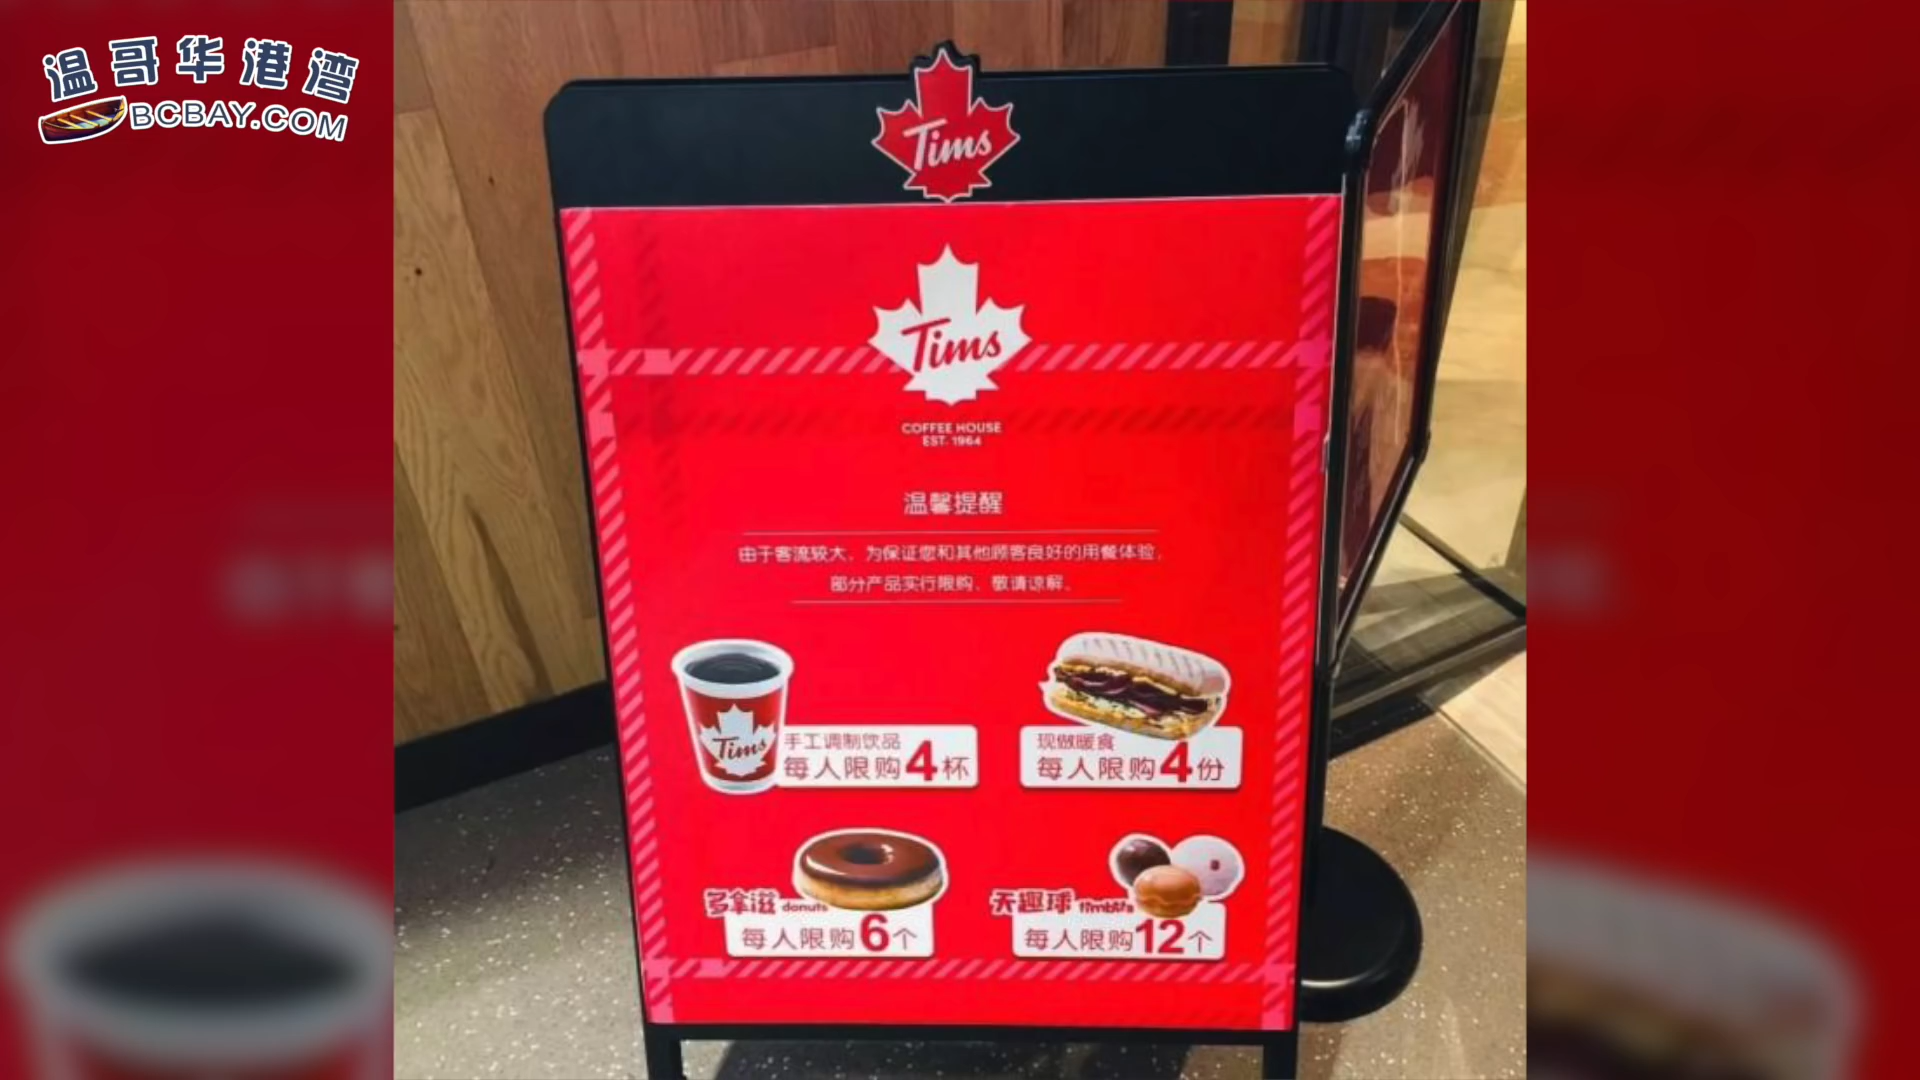 温哥华港湾
BCBAY.COM
Tims
Tims
COFFEE HOUSE
EST. 1964
温馨提醒
由于客流较大，为保证您和其他顾客良好的用餐体验，
部分产品实行限购，敬请谅解。
Tims
手工调制饮品
每人限购4杯
现做暖食
每人限购4份
多拿滋 donuts
每人限购6个
天趣球 timbits
每人限购12个